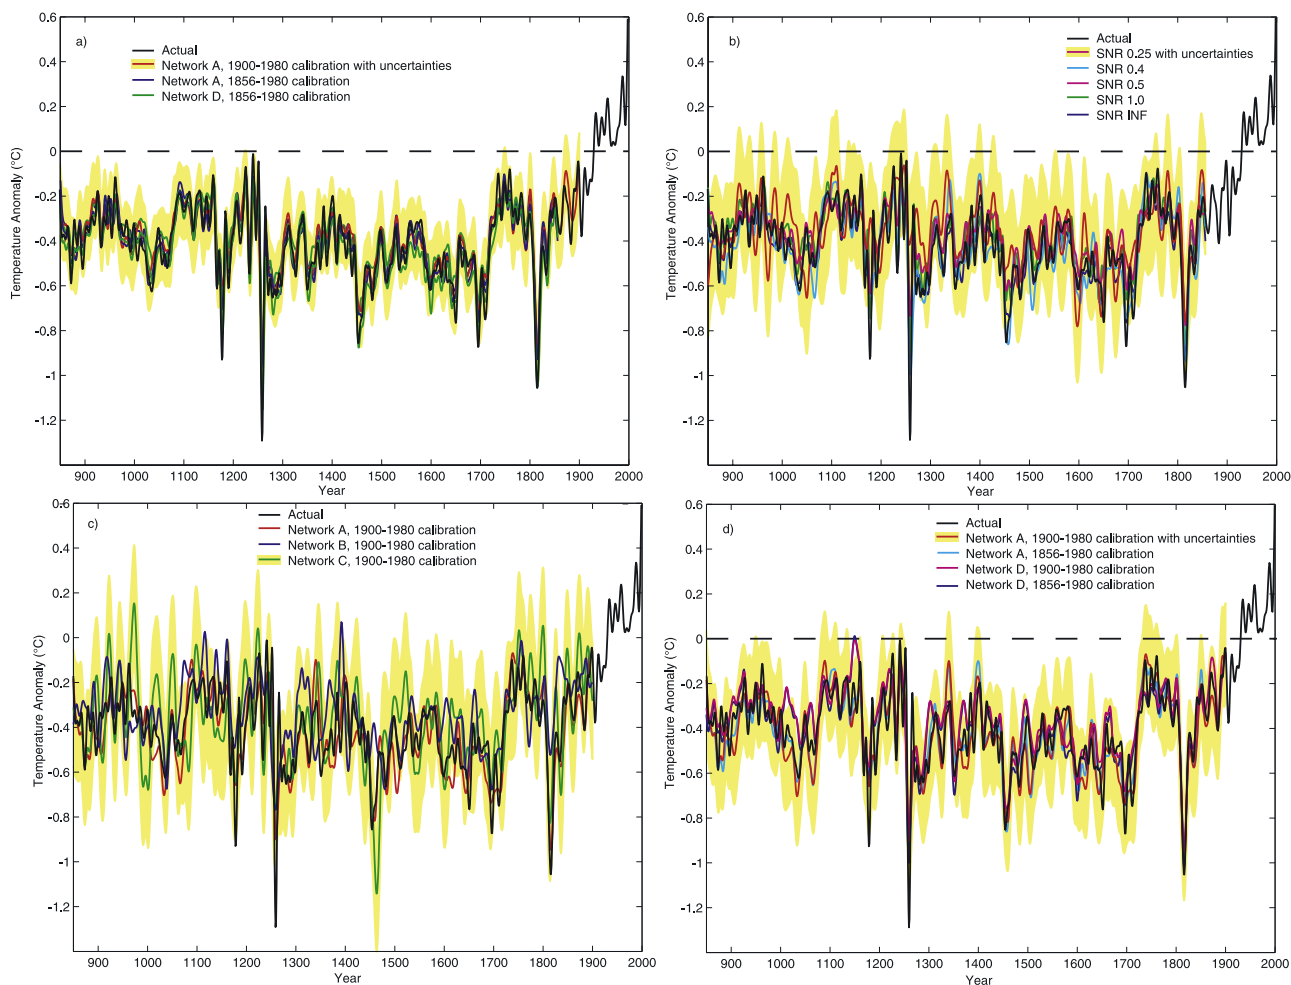 a)
Actual
Network A, 1900-1980 calibration with uncertainties
Network A, 1856-1980 calibration
Network D, 1856-1980 calibration
0.6
0.4
0.2
0
-0.2
-0.4
-0.6
-0.8
-1
-1.2
Temperature Anomaly (°C)
900 1000 1100 1200 1300 1400 1500 1600 1700 1800 1900 2000
Year
b)
Actual
SNR 0.25 with uncertainties
SNR 0.4
SNR 0.5
SNR 1.0
SNR INF
0.6
0.4
0.2
0
-0.2
-0.4
-0.6
-0.8
-1
-1.2
Temperature Anomaly (°C)
900 1000 1100 1200 1300 1400 1500 1600 1700 1800 1900 2000
Year
c)
Actual
Network A, 1900-1980 calibration
Network B, 1900-1980 calibration
Network C, 1900-1980 calibration
0.6
0.4
0.2
0
-0.2
-0.4
-0.6
-0.8
-1
-1.2
Temperature Anomaly (°C)
900 1000 1100 1200 1300 1400 1500 1600 1700 1800 1900 2000
Year
d)
Actual
Network A, 1900-1980 calibration with uncertainties
Network A, 1856-1980 calibration
Network D, 1900-1980 calibration
Network D, 1856-1980 calibration
0.6
0.4
0.2
0
-0.2
-0.4
-0.6
-0.8
-1
-1.2
Temperature Anomaly (°C)
900 1000 1100 1200 1300 1400 1500 1600 1700 1800 1900 2000
Year